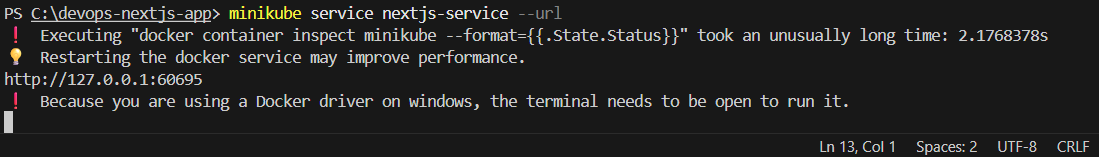 PS C:\devops-nextjs-app> minikube service nextjs-service --url
❗ Executing "docker container inspect minikube --format={{.State.Status}}" took an unusually long time: 2.1768378s
💡 Restarting the docker service may improve performance.
http://127.0.0.1:60695
❗ Because you are using a Docker driver on windows, the terminal needs to be open to run it.
Ln 13, Col 1 Spaces: 2 UTF-8 CRLF